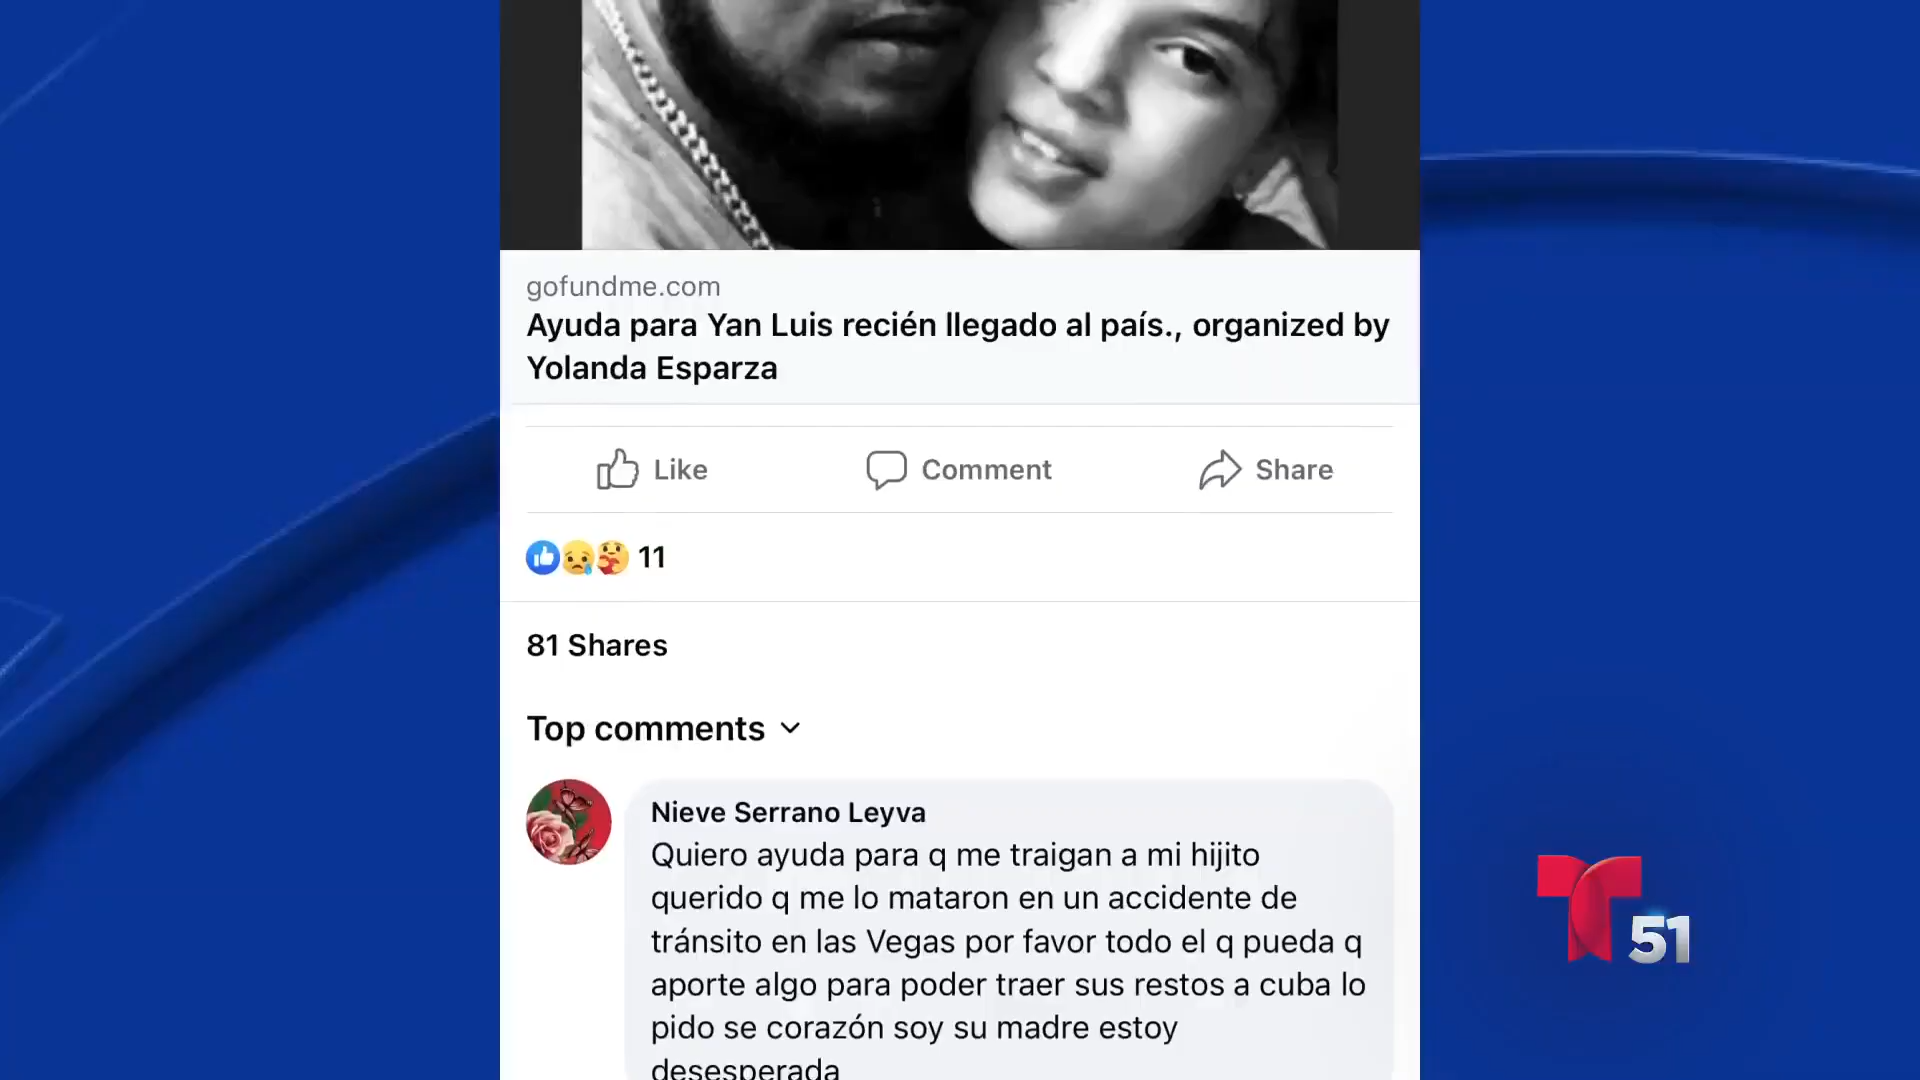 gofundme.com
Ayuda para Yan Luis recién llegado al país., organized by
Yolanda Esparza
Like
Comment
Share
11
81 Shares
Top comments
Nieve Serrano Leyva
Quiero ayuda para q me traigan a mi hijito
querido q me lo mataron en un accidente de
tránsito en las Vegas por favor todo el q pueda q
aporte algo para poder traer sus restos a cuba lo
pido se corazón soy su madre estoy
desesperada
51